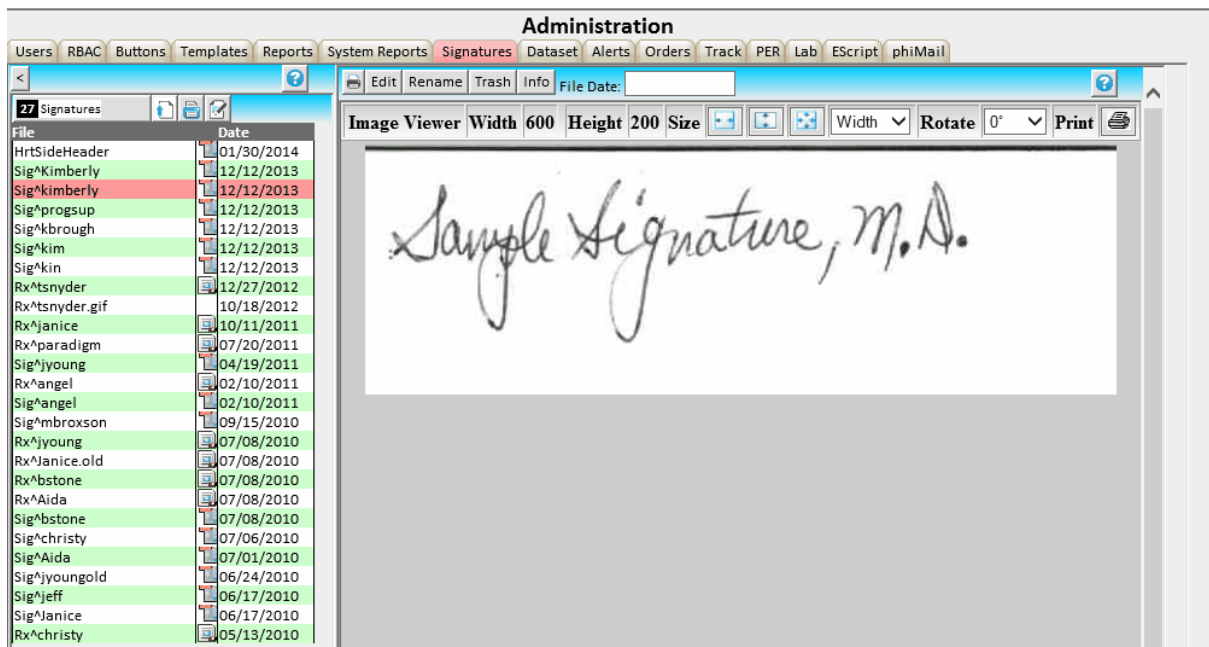 Administration
Users RBAC Buttons Templates Reports System Reports Signatures Dataset Alerts Orders Track PER Lab EScript phiMail
<
27 Signatures
File Date
HrtSideHeader 01/30/2014
Sig^Kimberly 12/12/2013
Sig^kimberly 12/12/2013
Sig^progsup 12/12/2013
Sig^kbrough 12/12/2013
Sig^kim 12/12/2013
Sig^kin 12/12/2013
Rx^tsnyder 12/27/2012
Rx^tsnyder.gif 10/18/2012
Rx^janice 10/11/2011
Rx^paradigm 07/20/2011
Sig^jyoung 04/19/2011
Rx^angel 02/10/2011
Sig^angel 02/10/2011
Sig^mbroxson 09/15/2010
Rx^jyoung 07/08/2010
Rx^Janice.old 07/08/2010
Rx^bstone 07/08/2010
Rx^Aida 07/08/2010
Sig^bstone 07/08/2010
Sig^christy 07/06/2010
Sig^Aida 07/01/2010
Sig^jyoungold 06/24/2010
Sig^jeff 06/17/2010
Sig^Janice 06/17/2010
Rx^christy 05/13/2010
Edit Rename Trash Info File Date:
Image Viewer Width 600 Height 200 Size Width Rotate 0° Print
Sample Signature, M.D.